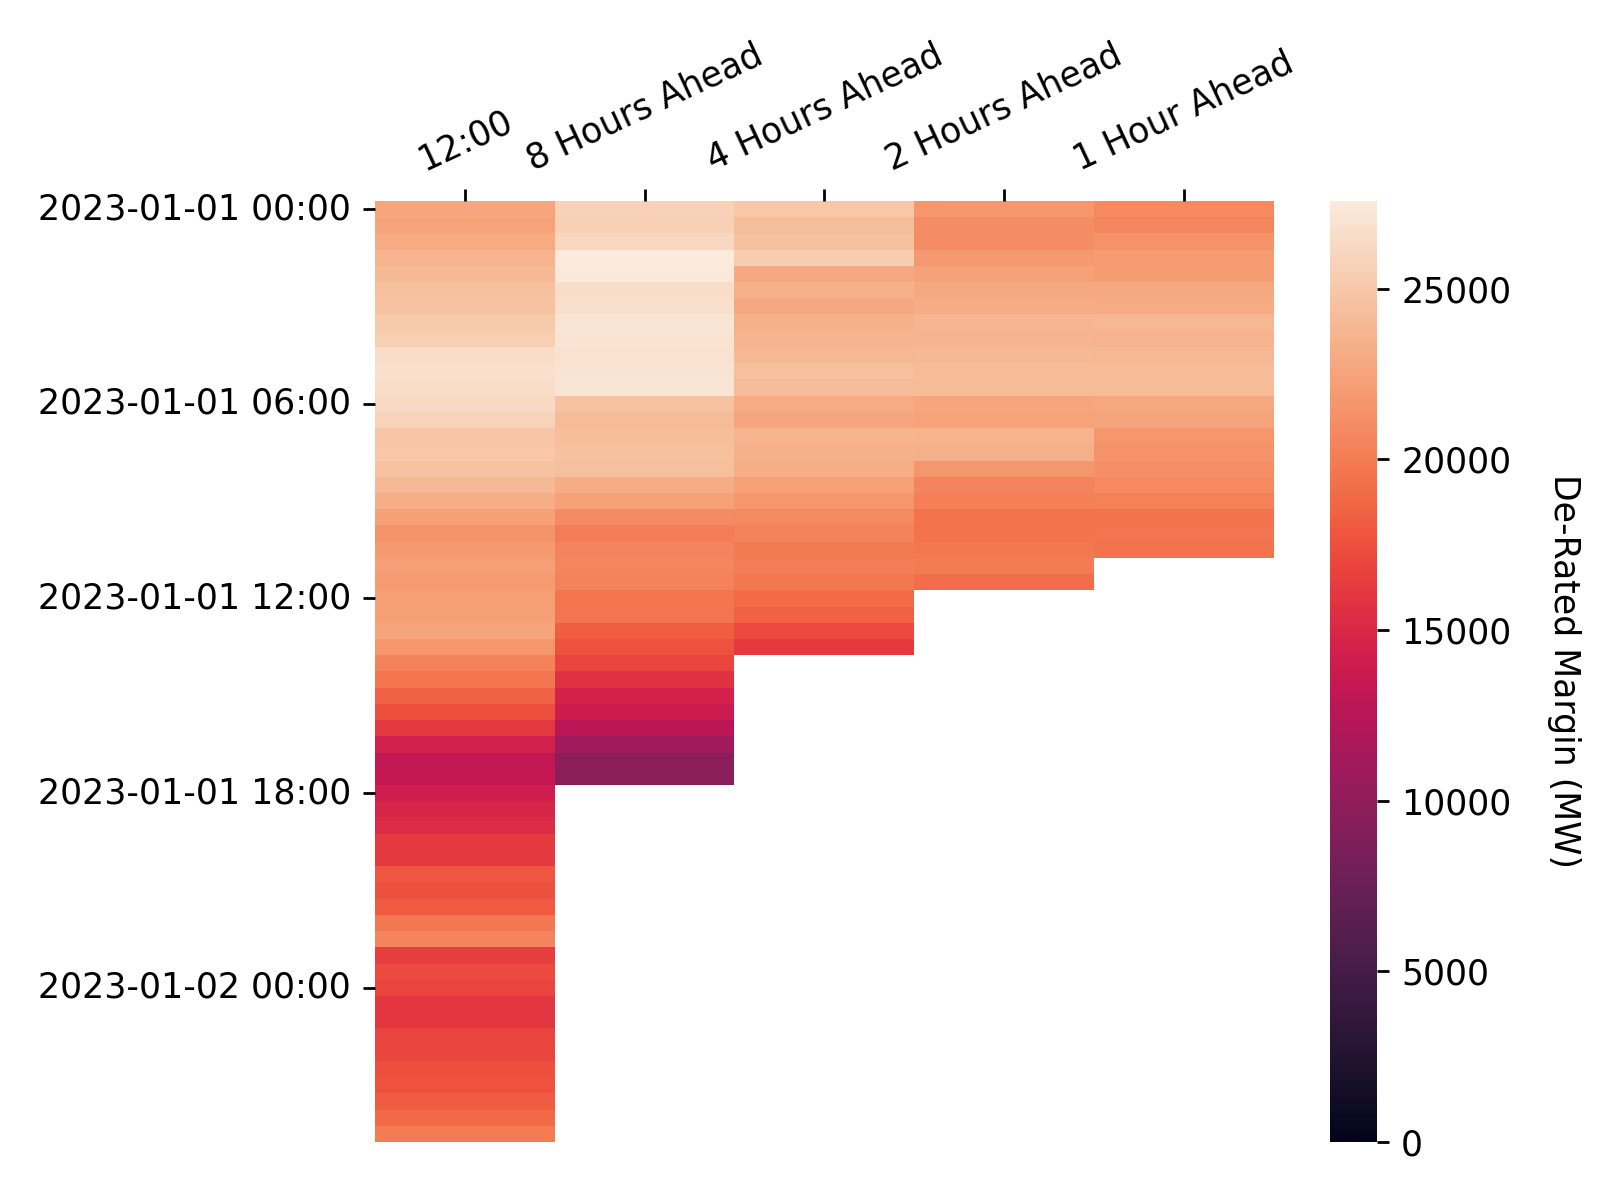 12:00
8 Hours Ahead
4 Hours Ahead
2 Hours Ahead
1 Hour Ahead
2023-01-01 00:00
2023-01-01 06:00
2023-01-01 12:00
2023-01-01 18:00
2023-01-02 00:00
25000
20000
15000
10000
5000
0
De-Rated Margin (MW)